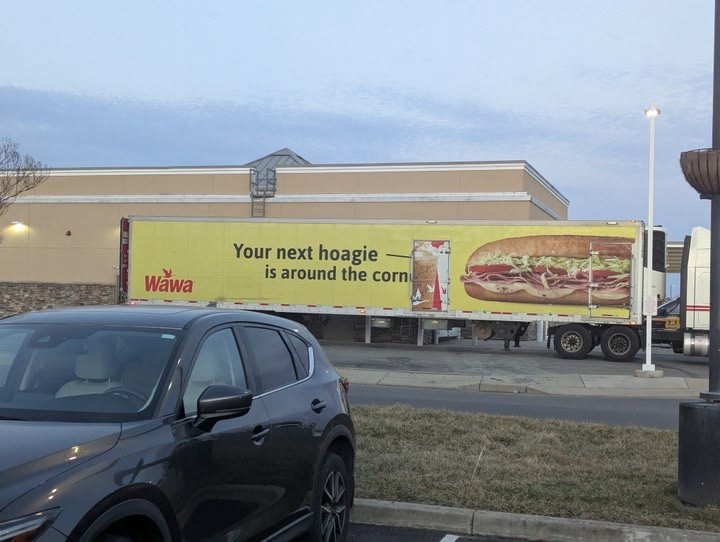 Your next hoagie
is around the corn
Wawa